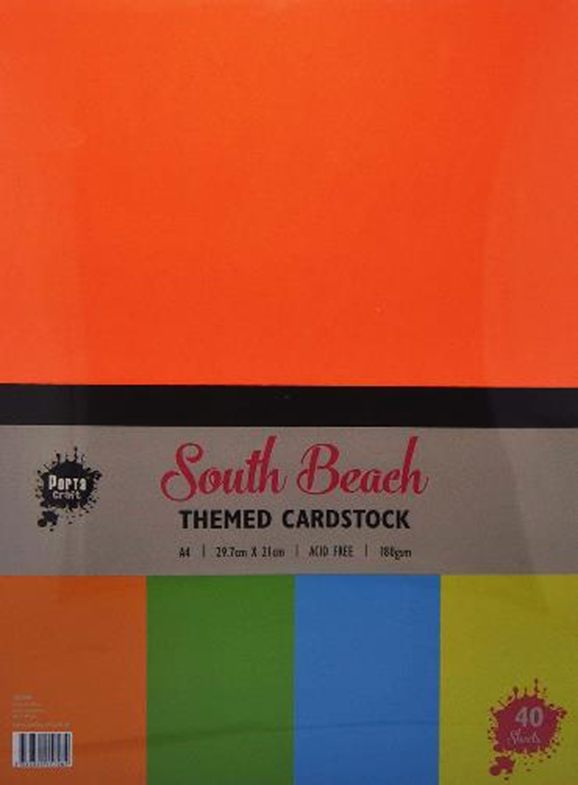 South Beach
Porta
Craft
THEMED CARDSTOCK
A4 | 29.7cm X 21cm | ACID FREE | 180gsm
40
Sheets